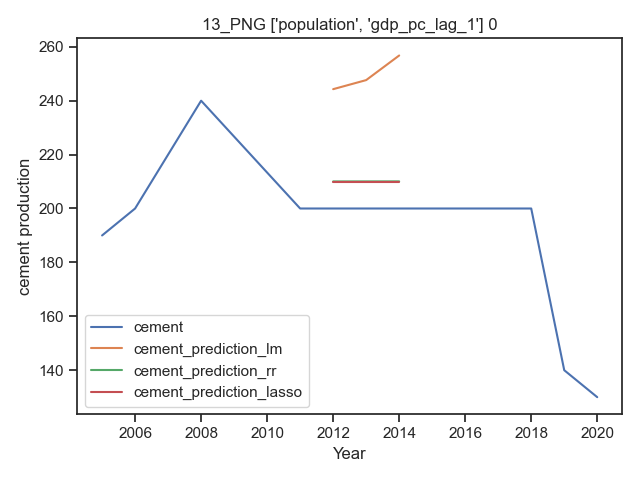 13_PNG ['population', 'gdp_pc_lag_1'] 0
260
240
220
200
180
160
140
cement production
cement
cement_prediction_lm
cement_prediction_rr
cement_prediction_lasso
2006 2008 2010 2012 2014 2016 2018 2020
Year